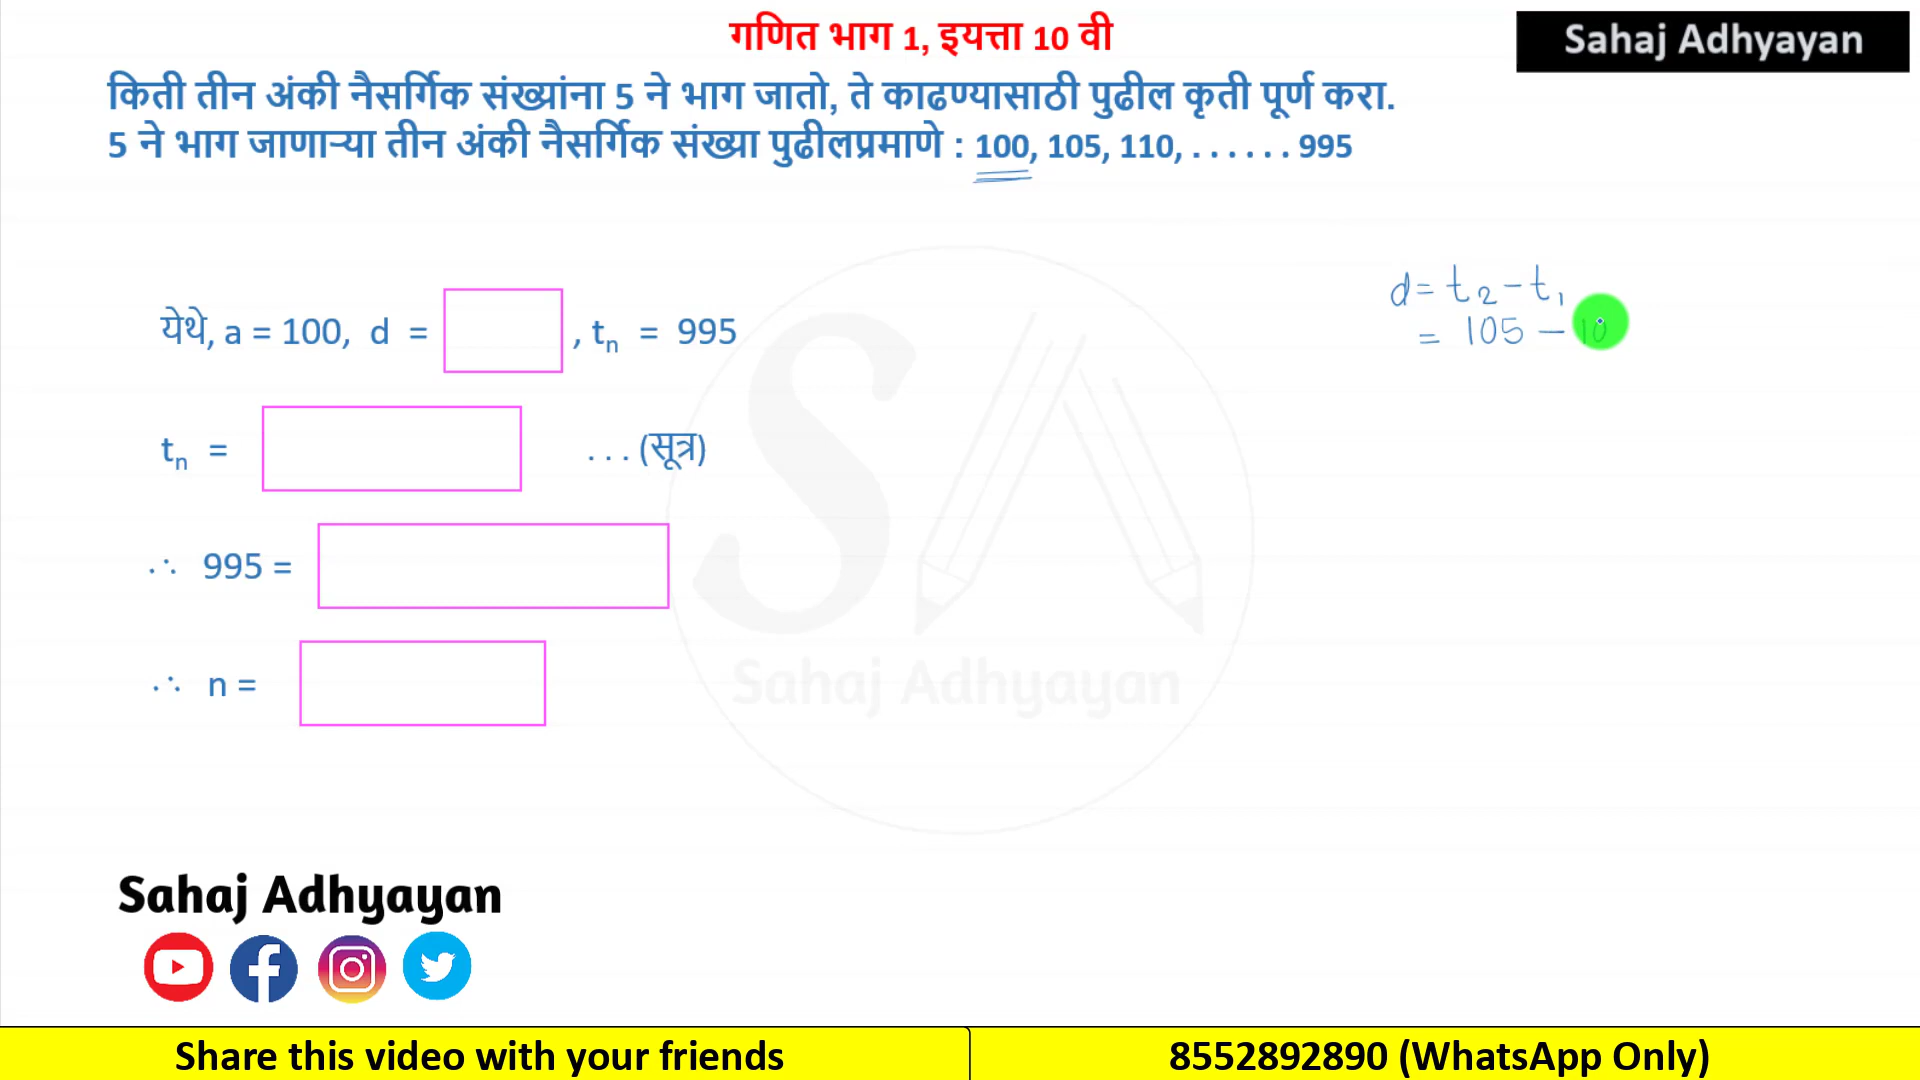 गणित भाग 1, इयत्ता 10 वी
Sahaj Adhyayan
किती तीन अंकी नैसर्गिक संख्यांना 5 ने भाग जातो, ते काढण्यासाठी पुढील कृती पूर्ण करा.
5 ने भाग जाणाऱ्या तीन अंकी नैसर्गिक संख्या पुढीलप्रमाणे : 100, 105, 110, . . . . . . 995
d = t₂ - t₁
= 105 - 10
येथे, a = 100, d = , tₙ = 995
tₙ = . . . (सूत्र)
∴ 995 =
∴ n =
Sahaj Adhyayan
Sahaj Adhyayan
Share this video with your friends
8552892890 (WhatsApp Only)